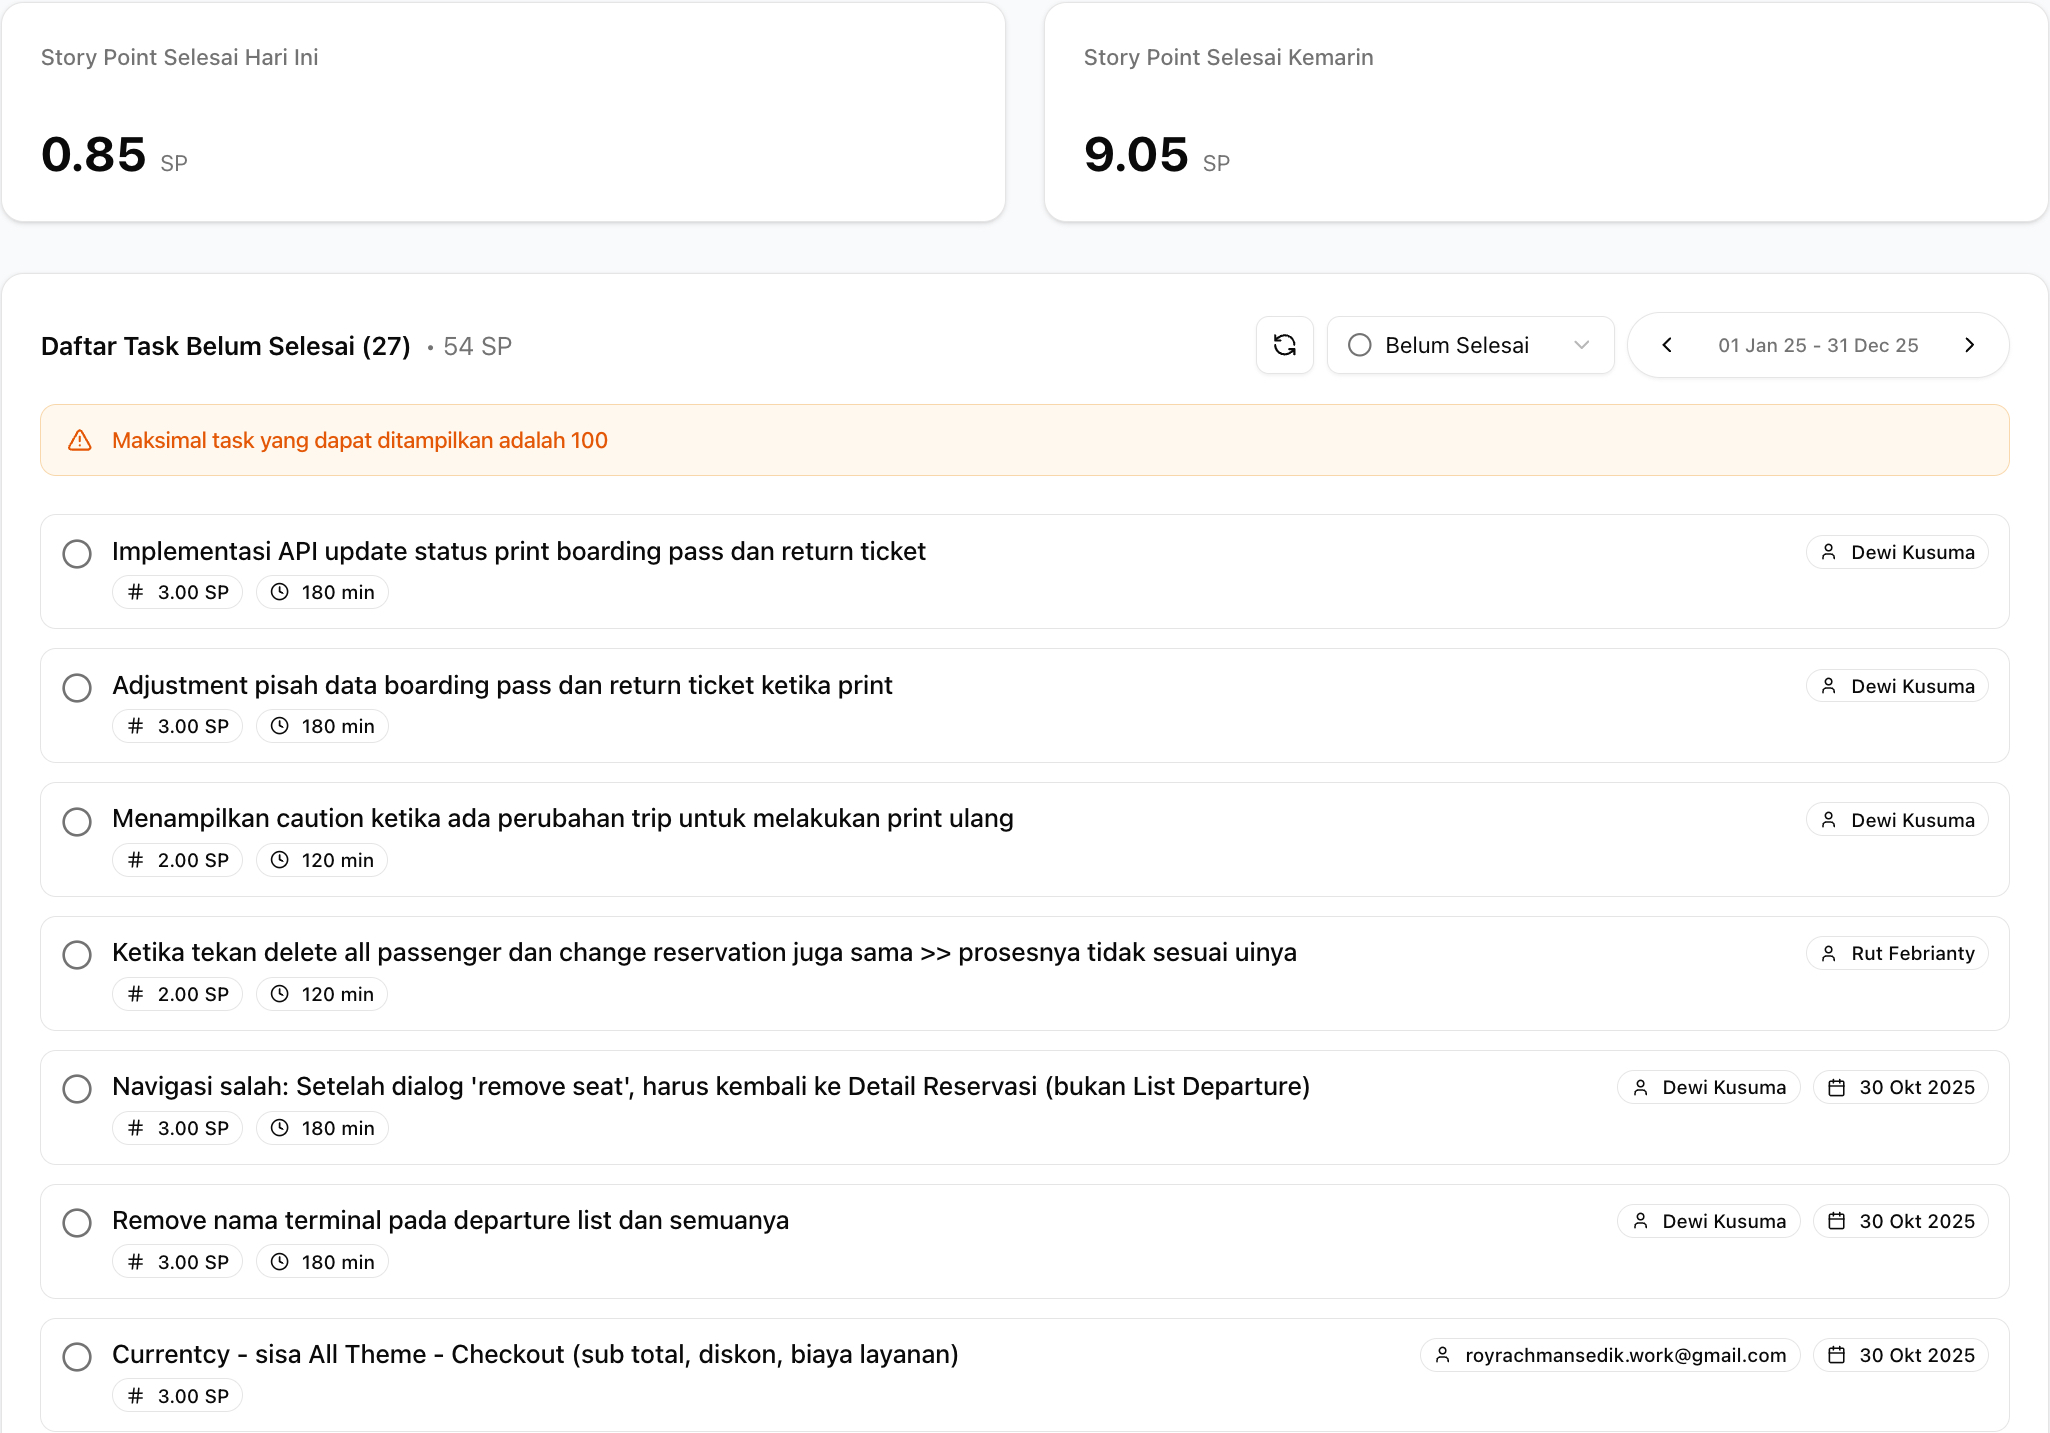 Story Point Selesai Hari Ini
0.85 SP
Story Point Selesai Kemarin
9.05 SP
Daftar Task Belum Selesai (27) • 54 SP
Belum Selesai
01 Jan 25 - 31 Dec 25
Maksimal task yang dapat ditampilkan adalah 100
Implementasi API update status print boarding pass dan return ticket
Dewi Kusuma
# 3.00 SP
180 min
Adjustment pisah data boarding pass dan return ticket ketika print
Dewi Kusuma
# 3.00 SP
180 min
Menampilkan caution ketika ada perubahan trip untuk melakukan print ulang
Dewi Kusuma
# 2.00 SP
120 min
Ketika tekan delete all passenger dan change reservation juga sama >> prosesnya tidak sesuai uinya
Rut Febrianty
# 2.00 SP
120 min
Navigasi salah: Setelah dialog 'remove seat', harus kembali ke Detail Reservasi (bukan List Departure)
Dewi Kusuma
30 Okt 2025
# 3.00 SP
180 min
Remove nama terminal pada departure list dan semuanya
Dewi Kusuma
30 Okt 2025
# 3.00 SP
180 min
Currentcy - sisa All Theme - Checkout (sub total, diskon, biaya layanan)
royrachmansedik.work@gmail.com
30 Okt 2025
# 3.00 SP